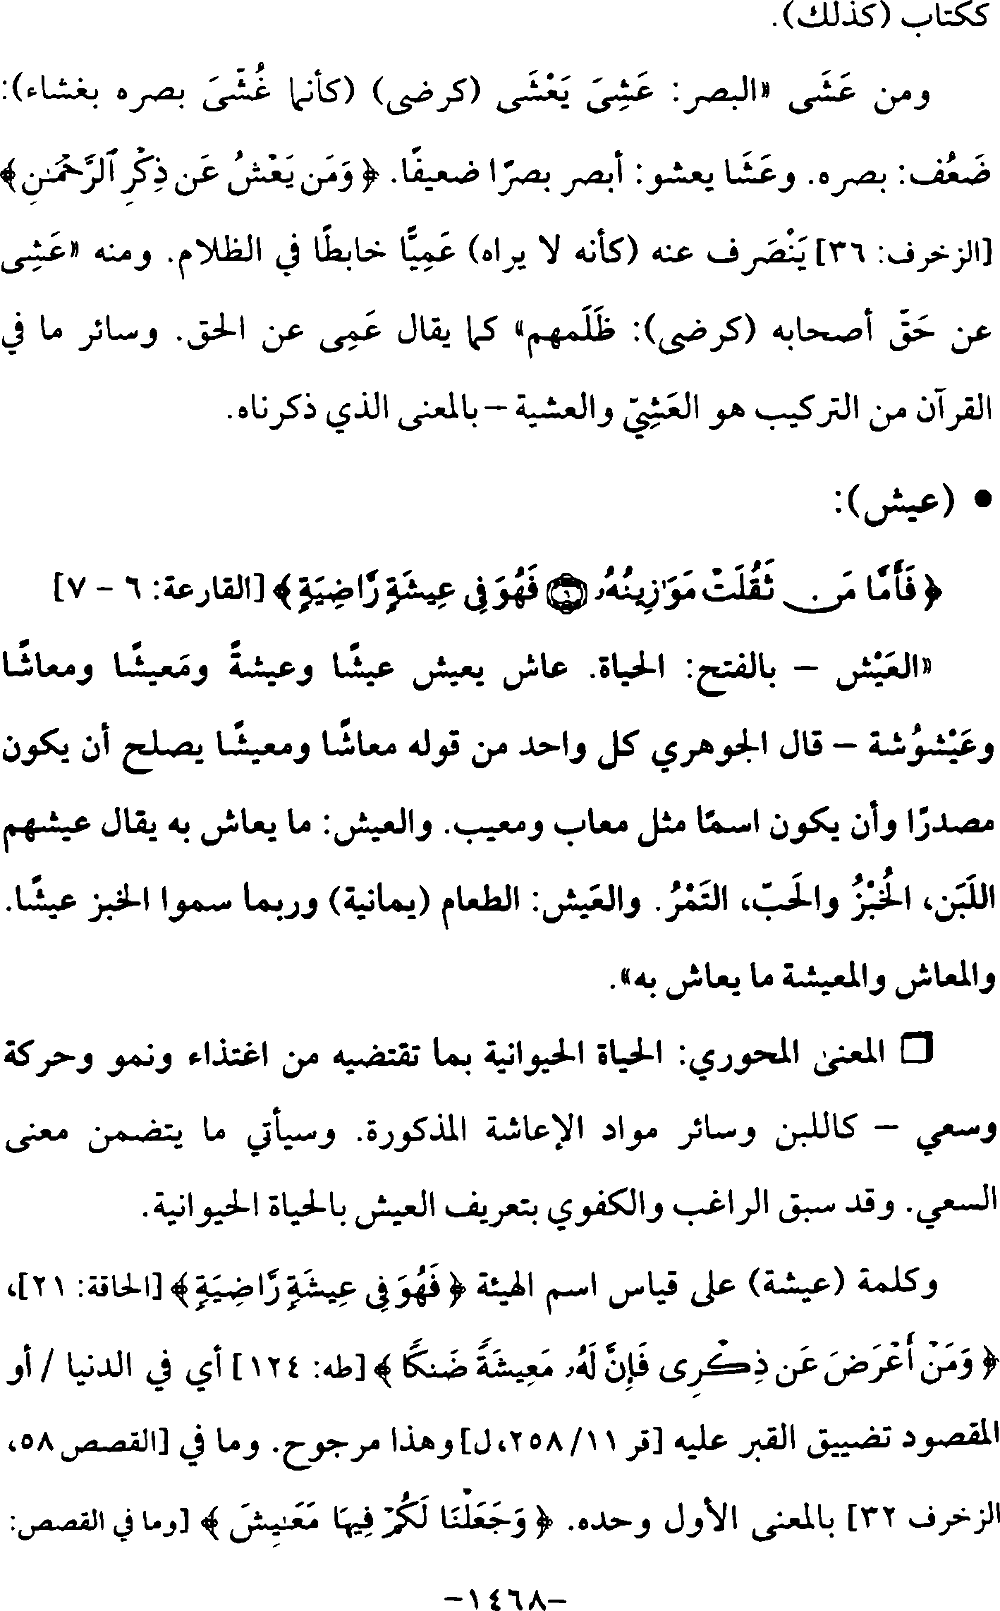 ككتاب (كذلك).
ومن عَشَى «البصر: عَشِيَ يَعْشَى (كرضى) (كأنما غُشِّىَ بصره بغشاء):
ضَعُف: بصره. وعَشَا يعشو: أبصر بصرًا ضعيفًا. ﴿ وَمَن يَعْشُ عَن ذِكْرِ ٱلرَّحْمَـٰنِ ﴾
[الزخرف: ٣٦] يَنْصَرف عنه (كأنه لا يراه) عَمِيًّا خابطًا في الظلام. ومنه «عَشِى
عن حَقّ أصحابه (كرضى): ظَلَمهم» كما يقال عَمِى عن الحق. وسائر ما في
القرآن من التركيب هو العَشِيّ والعشية – بالمعنى الذي ذكرناه.
• (عيش):
﴿ فَأَمَّا مَن ثَقُلَتْ مَوَٰزِينُهُۥ ۝٦ فَهُوَ فِى عِيشَةٍ رَّاضِيَةٍ ﴾ [القارعة: ٦ - ٧]
«العَيْش – بالفتح: الحياة. عاش يعيش عيشًا وعيشةً ومَعيشًا ومعاشًا
وعَيْشوُشة – قال الجوهري كل واحد من قوله معاشًا ومعيشًا يصلح أن يكون
مصدرًا وأن يكون اسمًا مثل معاب ومعيب. والعيش: ما يعاش به يقال عيشهم
اللَبَن، الخُبْزُ والحَبّ، التَمْرُ. والعَيش: الطعام (يمانية) وربما سموا الخبز عيشًا.
والمعاش والمعيشة ما يعاش به».
❒ المعنى المحوري: الحياة الحيوانية بما تقتضيه من اغتذاء ونمو وحركة
وسعي – كاللبن وسائر مواد الإعاشة المذكورة. وسيأتي ما يتضمن معنى
السعي. وقد سبق الراغب والكفوي بتعريف العيش بالحياة الحيوانية.
وكلمة (عيشة) على قياس اسم الهيئة ﴿ فَهُوَ فِى عِيشَةٍ رَّاضِيَةٍ ﴾ [الحاقة: ٢١]،
﴿ وَمَنْ أَعْرَضَ عَن ذِكْرِى فَإِنَّ لَهُۥ مَعِيشَةً ضَنكًا ﴾ [طه: ١٢٤] أي في الدنيا / أو
المقصود تضييق القبر عليه [قر ١١/ ٢٥٨، ل] وهذا مرجوح. وما في [القصص ٥٨،
الزخرف ٣٢] بالمعنى الأول وحده. ﴿ وَجَعَلْنَا لَكُمْ فِيهَا مَعَـٰيِشَ ﴾ [وما في القصص:
-١٤٦٨-